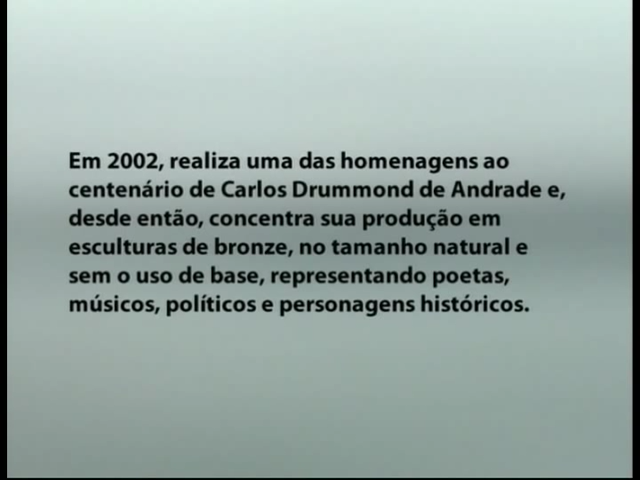 Em 2002, realiza uma das homenagens ao
centenário de Carlos Drummond de Andrade e,
desde então, concentra sua produção em
esculturas de bronze, no tamanho natural e
sem o uso de base, representando poetas,
músicos, políticos e personagens históricos.